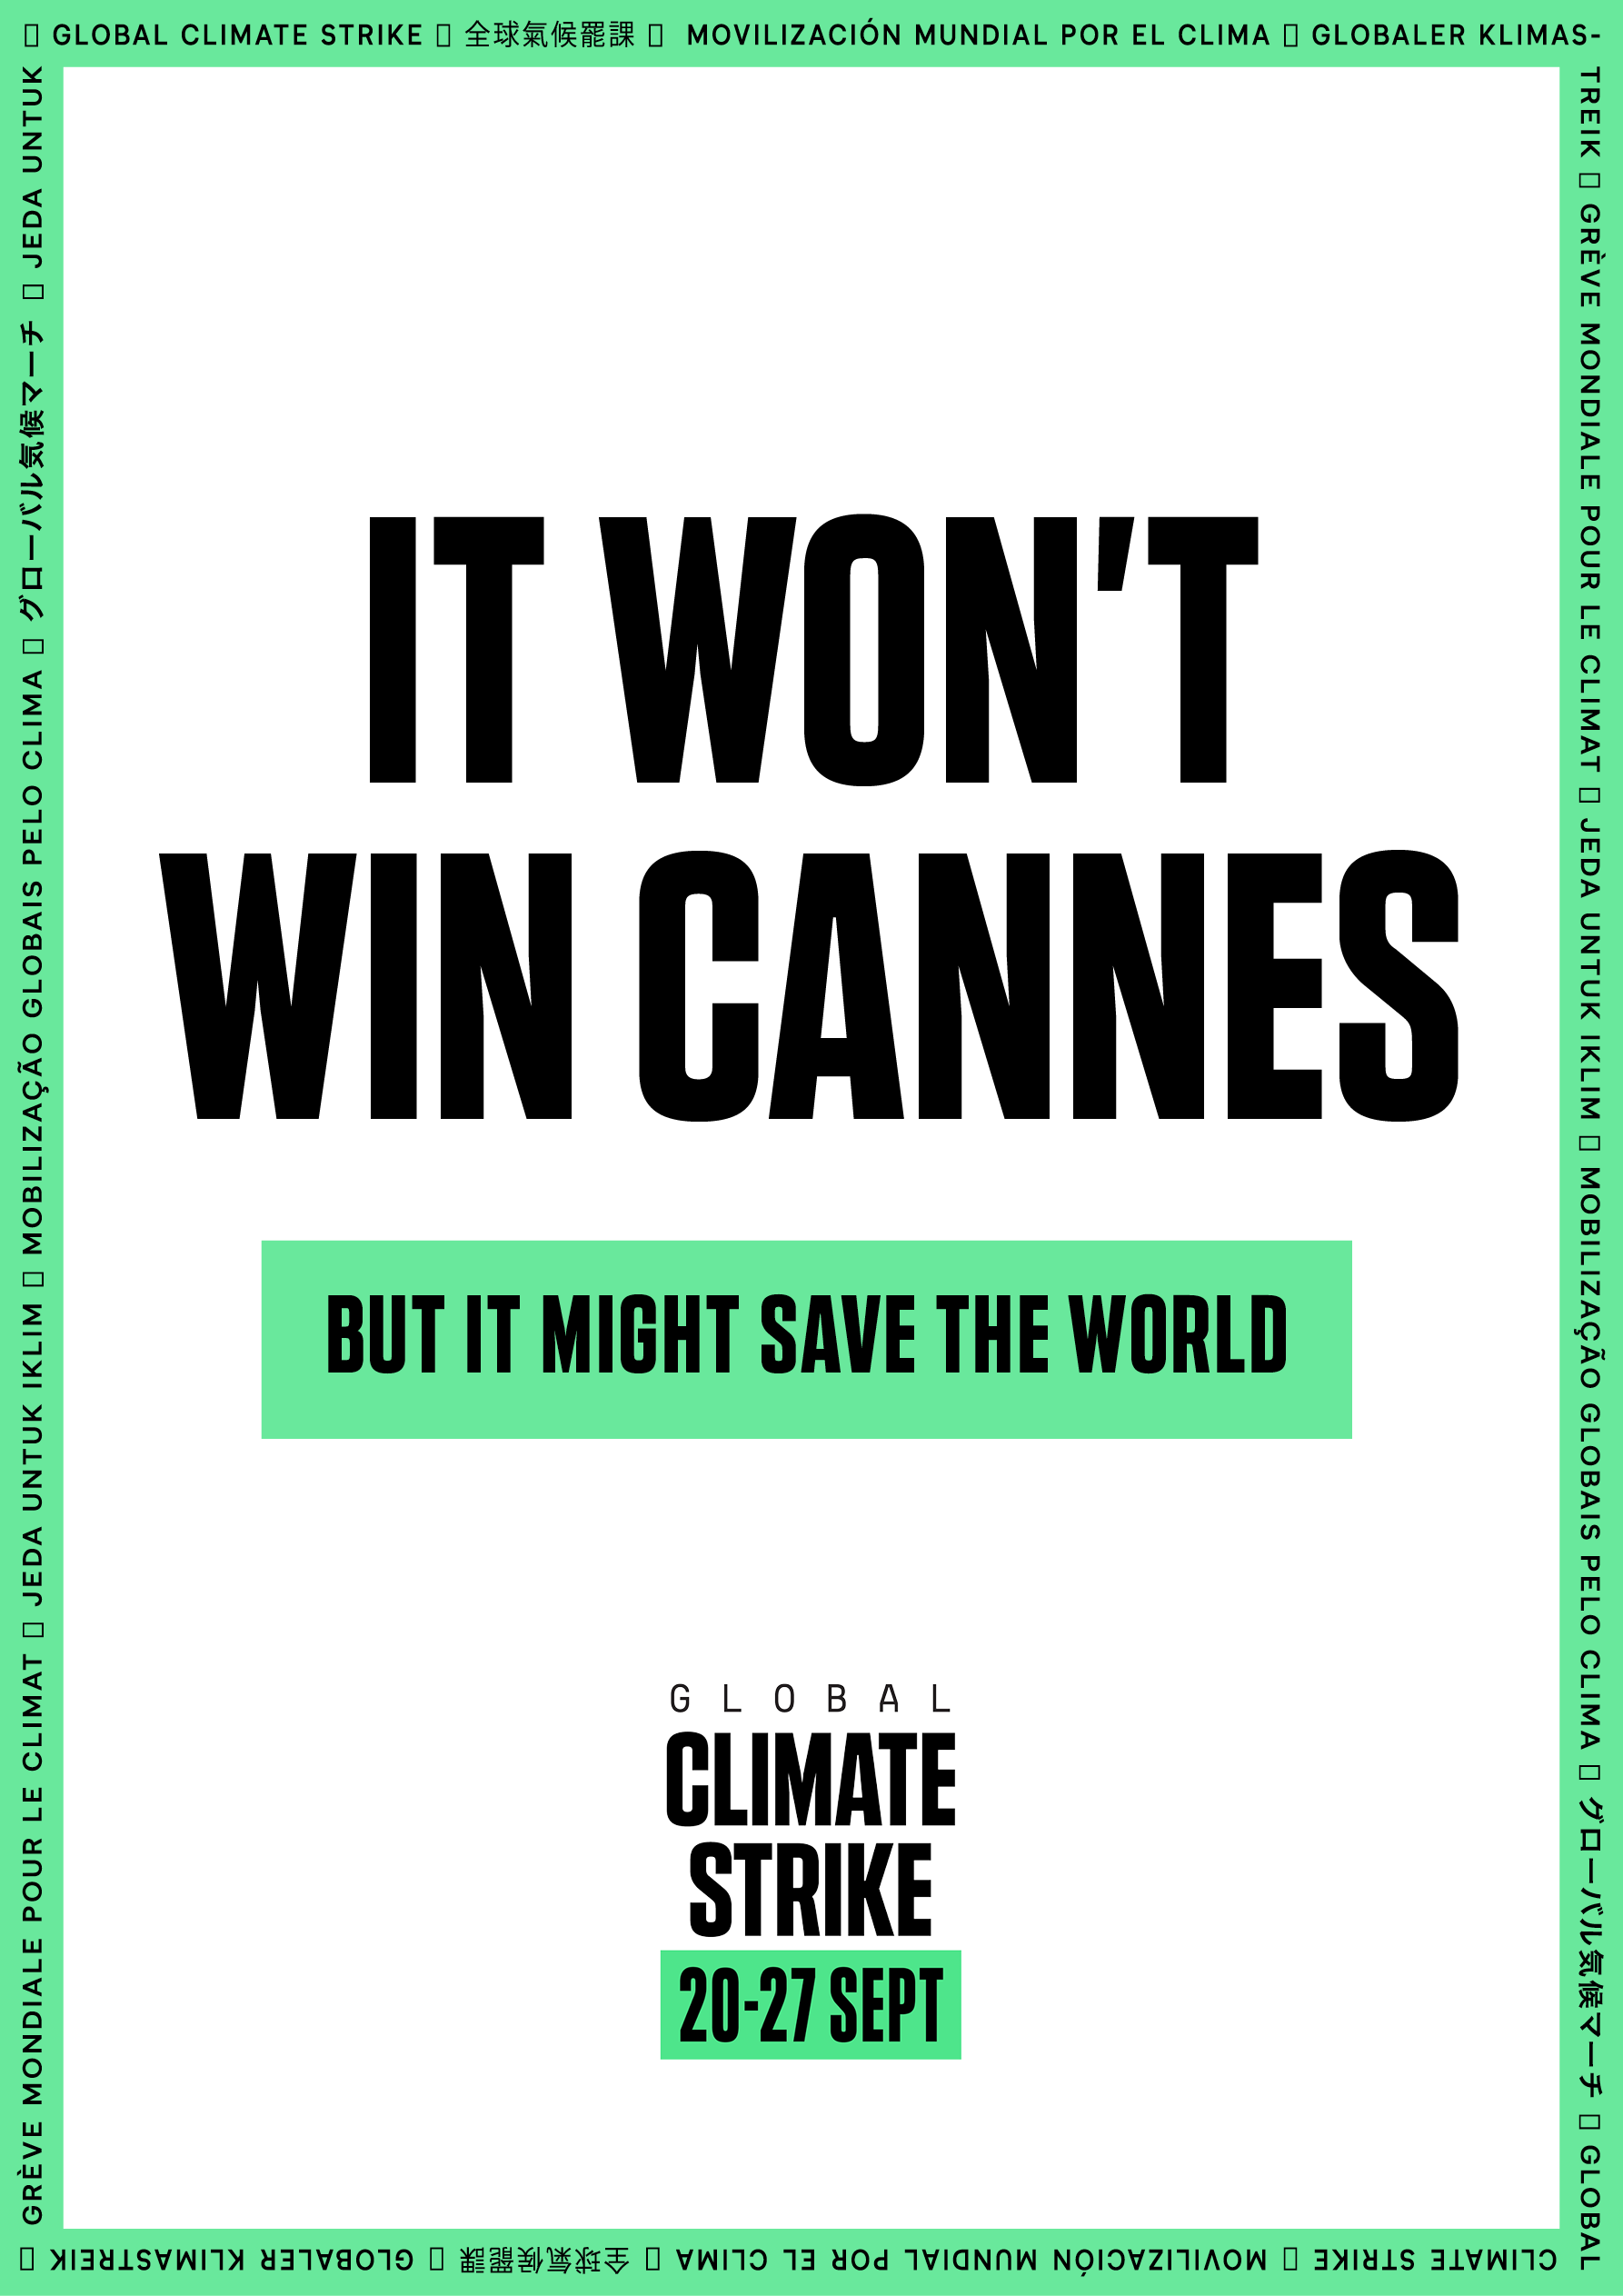 ▯ GLOBAL CLIMATE STRIKE ▯ 全球氣候罷課 ▯ MOVILIZACIÓN MUNDIAL POR EL CLIMA ▯ GLOBALER KLIMAS-
TREIK ▯ GRÈVE MONDIALE POUR LE CLIMAT ▯ JEDA UNTUK IKLIM ▯ MOBILIZAÇÃO GLOBAIS PELO CLIMA ▯ グローバル気候マーチ ▯ GLOBAL
CLIMATE STRIKE ▯ MOVILIZACIÓN MUNDIAL POR EL CLIMA ▯ 全球氣候罷課 ▯ GLOBALER KLIMASTREIK ▯
GRÈVE MONDIALE POUR LE CLIMAT ▯ JEDA UNTUK IKLIM ▯ MOBILIZAÇÃO GLOBAIS PELO CLIMA ▯ グローバル気候マーチ ▯ JEDA UNTUK
IT WON'T
WIN CANNES
BUT IT MIGHT SAVE THE WORLD
GLOBAL
CLIMATE
STRIKE
20-27 SEPT